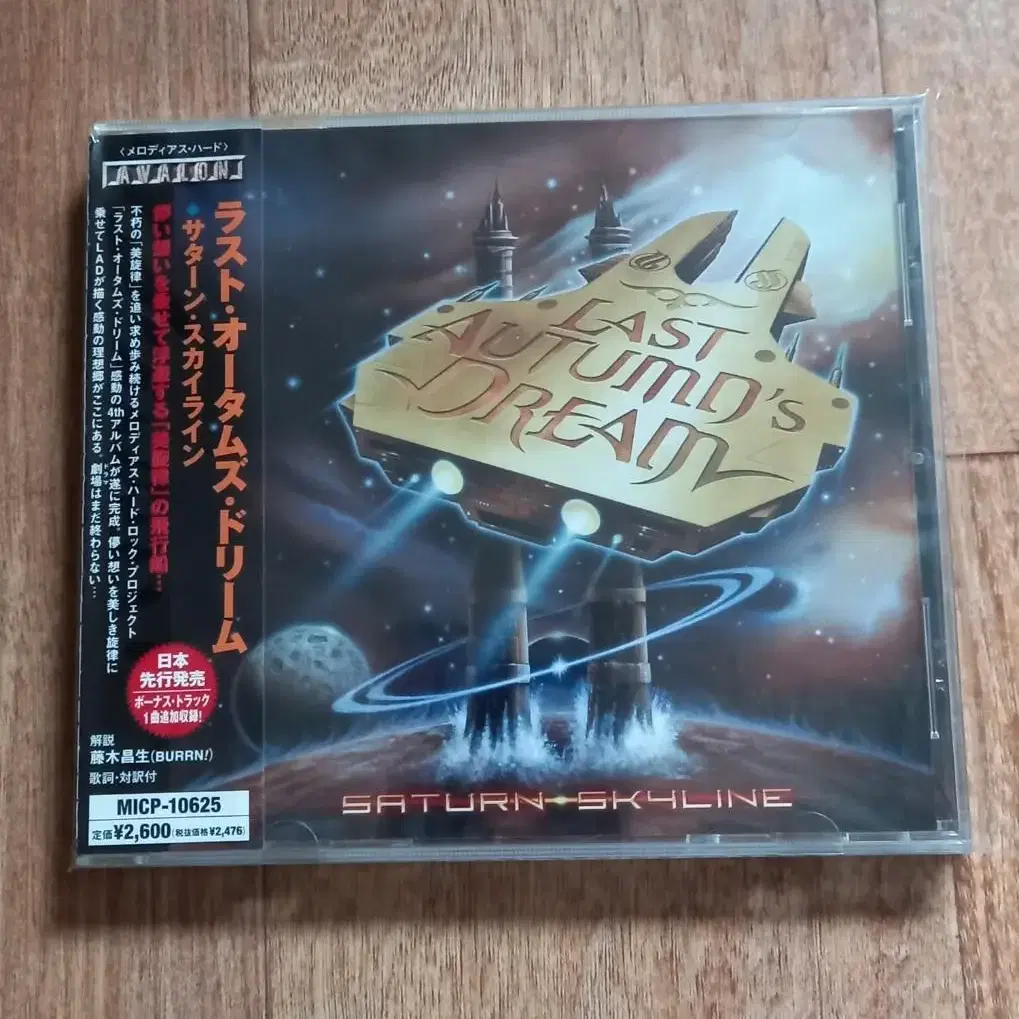 〈メロディアス・ハード〉
AVALON
ラスト・オータムズ・ドリーム
◆サターン・スカイライン
儚い想いを乗せて浮遊する「美旋律」の飛行船…
不朽の「美旋律」を追い求め歩み続けるメロディアス・ハード・ロック・プロジェクト
「ラスト・オータムズ・ドリーム」感動の4thアルバムが遂に完成。儚い想いを美しき旋律に
乗せてLADが描く感動の理想郷がここにある。劇場はまだ終わらない…
ドラマ
日本
先行発売
ボーナス・トラック
1曲追加収録!
解説
藤木昌生(BURRN!)
歌詞・対訳付
MICP-10625
定価¥2,600(税抜価格¥2,476)
LAST
AUTUMN'S
DREAM
SATURN SKYLINE